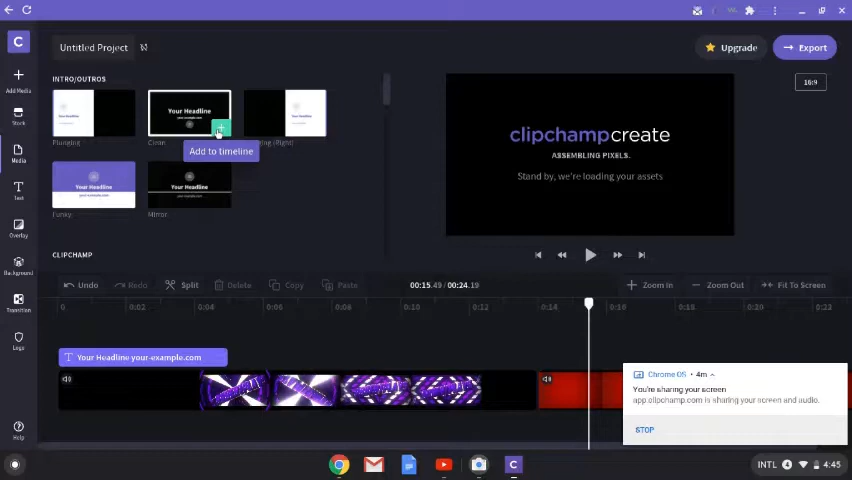 Untitled Project
Upgrade
Export
C
Add Media
Stock
Media
Text
Overlay
Background
Transition
Logo
Help
INTRO/OUTROS
16:9
Your Headline
Plunging
Add to timeline
(Right)
Funky
Mirror
CLIPCHAMP
clipchampcreate
ASSEMBLING PIXELS.
Stand by, we're loading your assets
Undo
Redo
Split
Delete
Copy
Paste
00:15.49 / 00:24.19
Zoom In
Zoom Out
Fit To Screen
0
0:02
0:04
0:06
0:08
0:10
0:12
0:14
0:16
0:18
0:20
0:22
T Your Headline your-example.com
Chrome OS • 4m
You're sharing your screen
app.clipchamp.com is sharing your screen and audio.
STOP
INTL 4 4:45